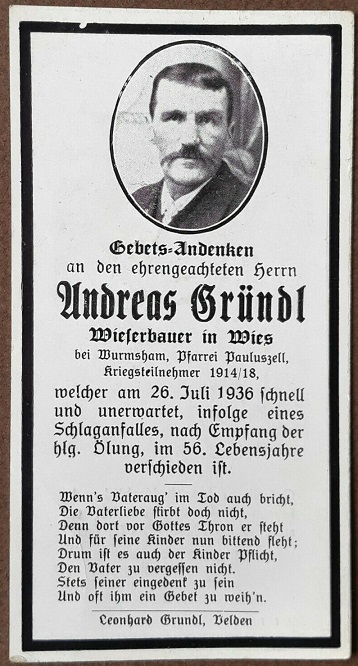 Gebets-Andenken
an den ehrengeachteten Herrn
Andreas Gründl
Wieserbauer in Wies
bei Wurmsham, Pfarrei Pauluszell,
Kriegsteilnehmer 1914/18,
welcher am 26. Juli 1936 schnell
und unerwartet, infolge eines
Schlaganfalles, nach Empfang der
hlg. Ölung, im 56. Lebensjahre
verschieden ist.
Wenn's Vateraug' im Tod auch bricht,
Die Vaterliebe stirbt doch nicht,
Denn dort vor Gottes Thron er steht
Und für seine Kinder nun bittend fleht;
Drum ist es auch der Kinder Pflicht,
Den Vater zu vergessen nicht.
Stets seiner eingedenk zu sein
Und oft ihm ein Gebet zu weih'n.
Leonhard Grundl, Velden